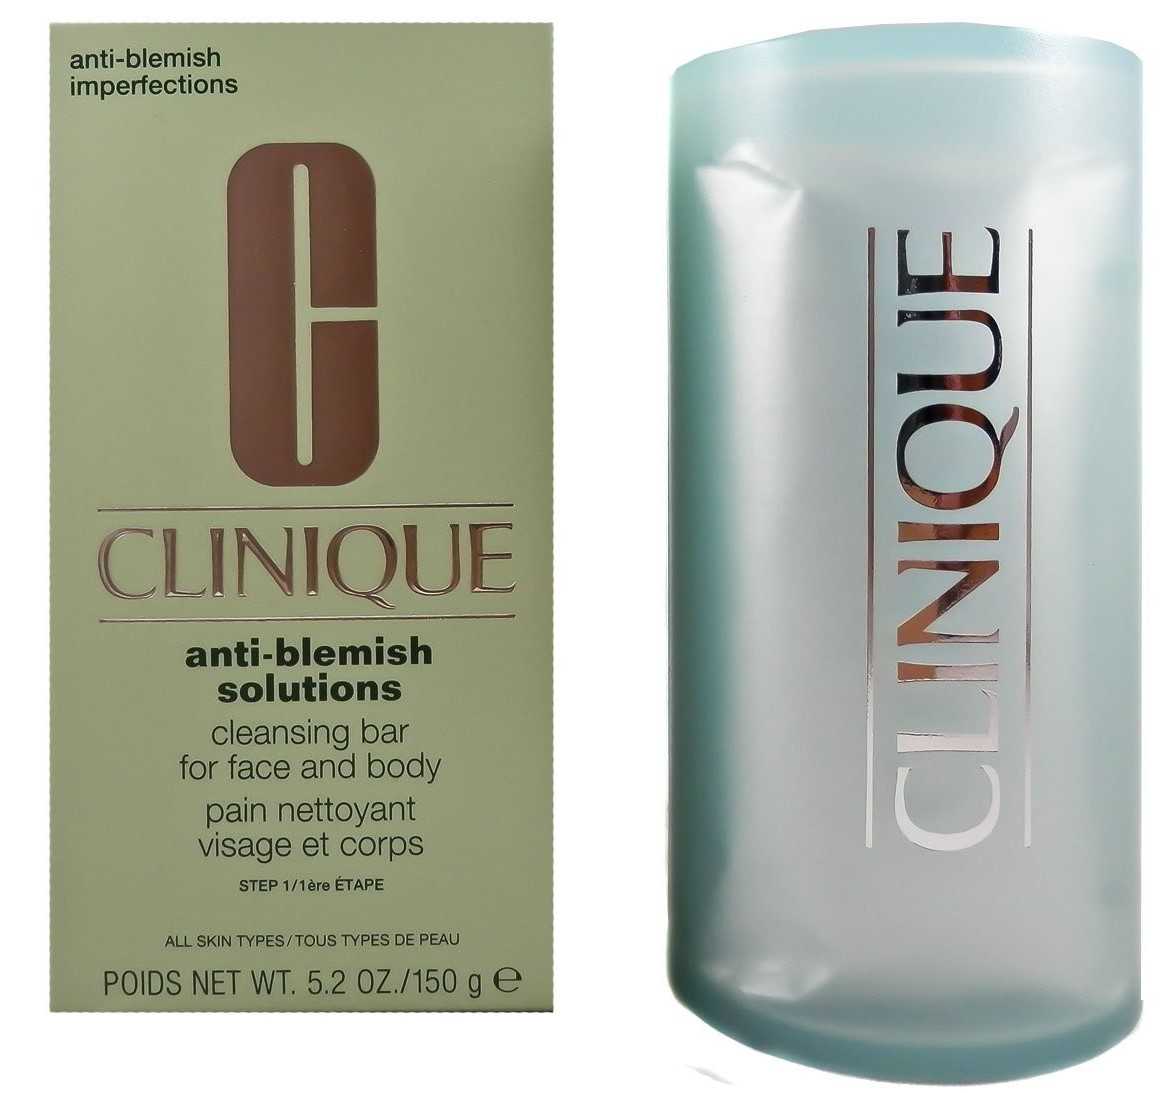 anti-blemish
imperfections
C
CLINIQUE
anti-blemish
solutions
cleansing bar
for face and body
pain nettoyant
visage et corps
STEP 1/1ère ÉTAPE
ALL SKIN TYPES/TOUS TYPES DE PEAU
POIDS NET WT. 5.2 OZ./150 g ℮
CLINIQUE